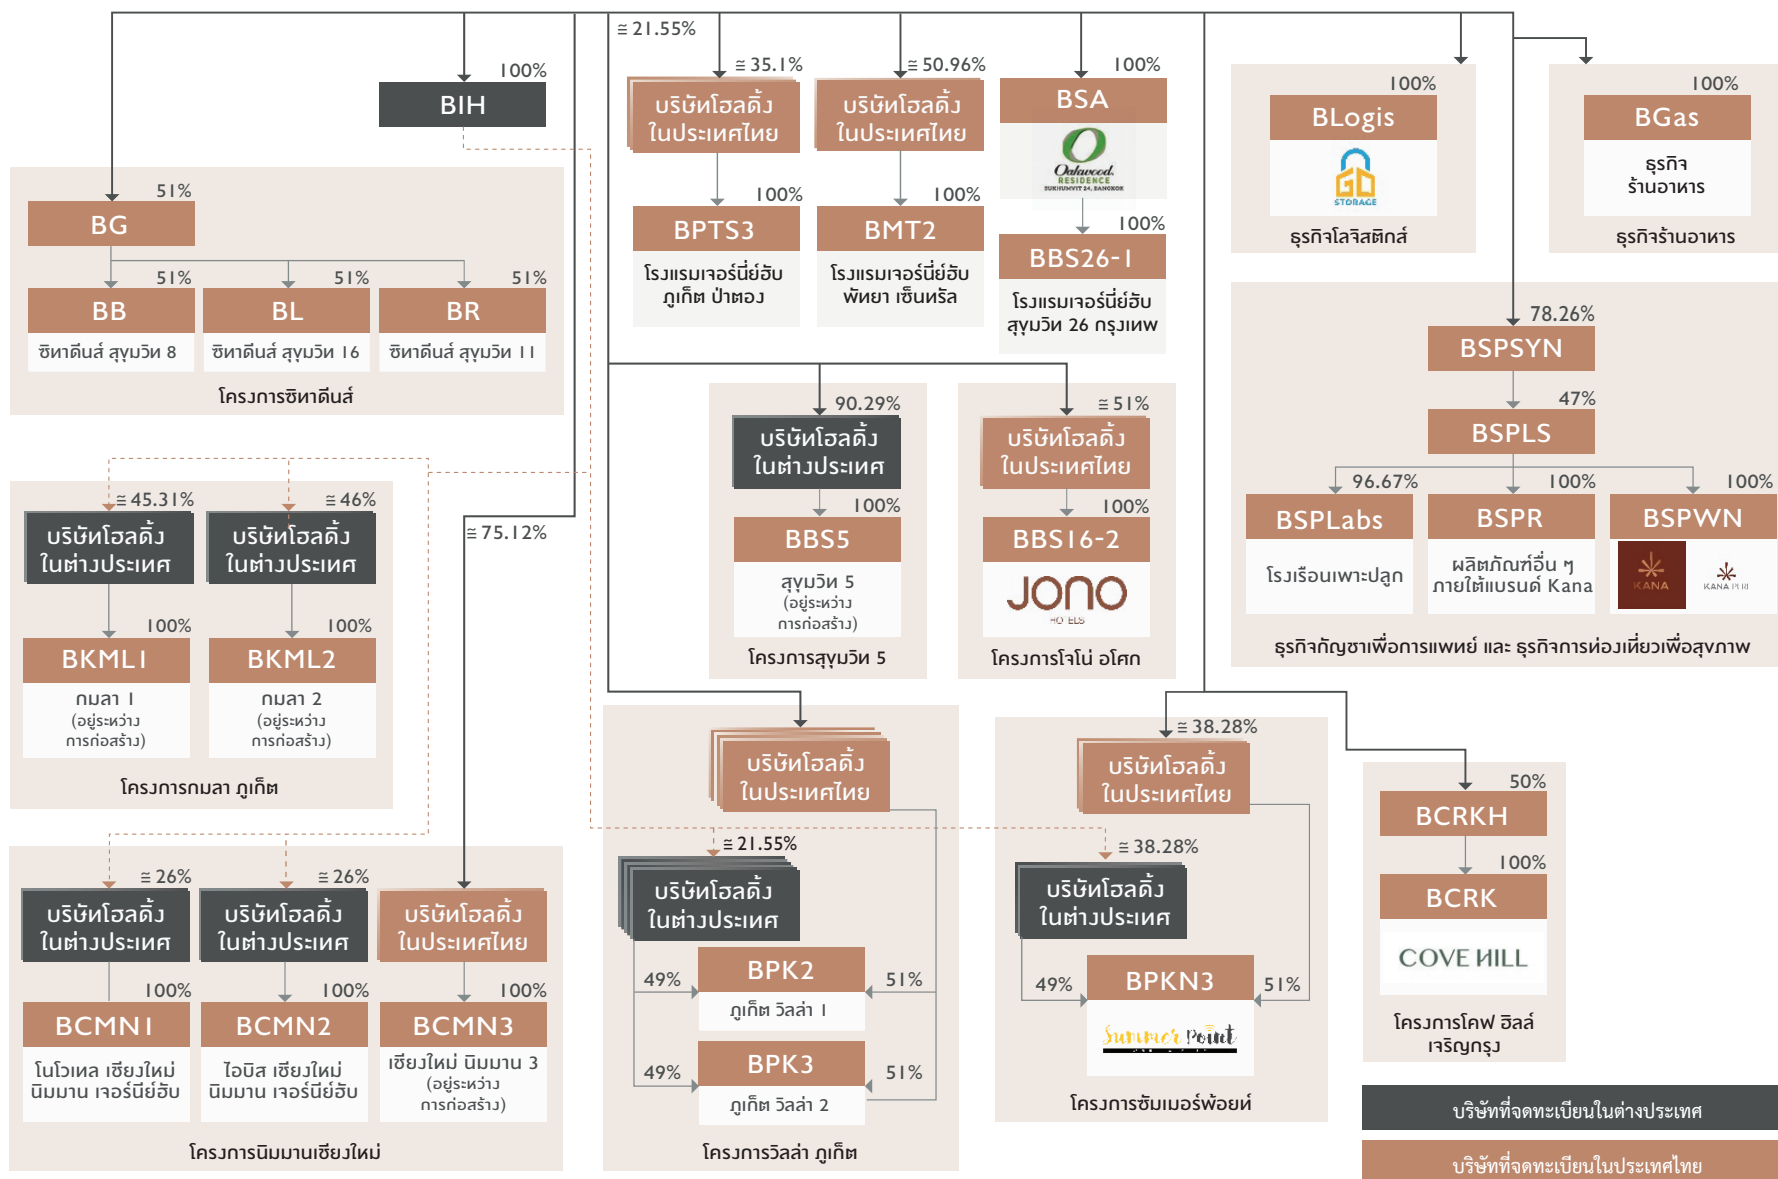 ≅ 21.55%
100%
BIH
≅ 35.1%
บริษัทโฮลดิ้ง
ในประเทศไทย
100%
BPTS3
โรงแรมเจอร์นี่ย์ฮับ
ภูเก็ต ป่าตอง
≅ 50.96%
บริษัทโฮลดิ้ง
ในประเทศไทย
100%
BMT2
โรงแรมเจอร์นี่ย์ฮับ
พัทยา เซ็นทรัล
100%
BSA
Oakwood
RESIDENCE
SUKHUMVIT 24, BANGKOK
100%
BBS26-1
โรงแรมเจอร์นี่ย์ฮับ
สุขุมวิท 26 กรุงเทพ
100%
BLogis
GO
STORAGE
ธุรกิจโลจิสติกส์
100%
BGas
ธุรกิจ
ร้านอาหาร
ธุรกิจร้านอาหาร
51%
BG
51%
BB
ซิทาดีนส์ สุขุมวิท 8
51%
BL
ซิทาดีนส์ สุขุมวิท 16
51%
BR
ซิทาดีนส์ สุขุมวิท 11
โครงการซิทาดีนส์
78.26%
BSPSYN
47%
BSPLS
96.67%
BSPLabs
โรงเรือนเพาะปลูก
100%
BSPR
ผลิตภัณฑ์อื่น ๆ
ภายใต้แบรนด์ Kana
100%
BSPWN
KANA
KANA PURI
ธุรกิจกัญชาเพื่อการแพทย์ และ ธุรกิจการท่องเที่ยวเพื่อสุขภาพ
90.29%
บริษัทโฮลดิ้ง
ในต่างประเทศ
100%
BBS5
สุขุมวิท 5
(อยู่ระหว่าง
การก่อสร้าง)
โครงการสุขุมวิท 5
≅ 51%
บริษัทโฮลดิ้ง
ในประเทศไทย
100%
BBS16-2
JONO
HOTELS
โครงการโจโน่ อโศก
≅ 45.31%
บริษัทโฮลดิ้ง
ในต่างประเทศ
100%
BKML1
กมลา 1
(อยู่ระหว่าง
การก่อสร้าง)
≅ 46%
บริษัทโฮลดิ้ง
ในต่างประเทศ
100%
BKML2
กมลา 2
(อยู่ระหว่าง
การก่อสร้าง)
โครงการกมลา ภูเก็ต
≅ 75.12%
≅ 26%
บริษัทโฮลดิ้ง
ในต่างประเทศ
100%
BCMN1
โนโวเทล เชียงใหม่
นิมมาน เจอร์นีย์ฮับ
≅ 26%
บริษัทโฮลดิ้ง
ในต่างประเทศ
100%
BCMN2
ไอบิส เชียงใหม่
นิมมาน เจอร์นีย์ฮับ
บริษัทโฮลดิ้ง
ในประเทศไทย
100%
BCMN3
เชียงใหม่ นิมมาน 3
(อยู่ระหว่าง
การก่อสร้าง)
โครงการนิมมานเชียงใหม่
บริษัทโฮลดิ้ง
ในประเทศไทย
≅ 21.55%
บริษัทโฮลดิ้ง
ในต่างประเทศ
49%
BPK2
51%
ภูเก็ต วิลล่า 1
49%
BPK3
51%
ภูเก็ต วิลล่า 2
โครงการวิลล่า ภูเก็ต
≅ 38.28%
บริษัทโฮลดิ้ง
ในประเทศไทย
≅ 38.28%
บริษัทโฮลดิ้ง
ในต่างประเทศ
49%
BPKN3
51%
Summer Point
โครงการซัมเมอร์พ้อยท์
50%
BCRKH
100%
BCRK
COVE HILL
โครงการโคฟ ฮิลล์
เจริญกรุง
บริษัทที่จดทะเบียนในต่างประเทศ
บริษัทที่จดทะเบียนในประเทศไทย